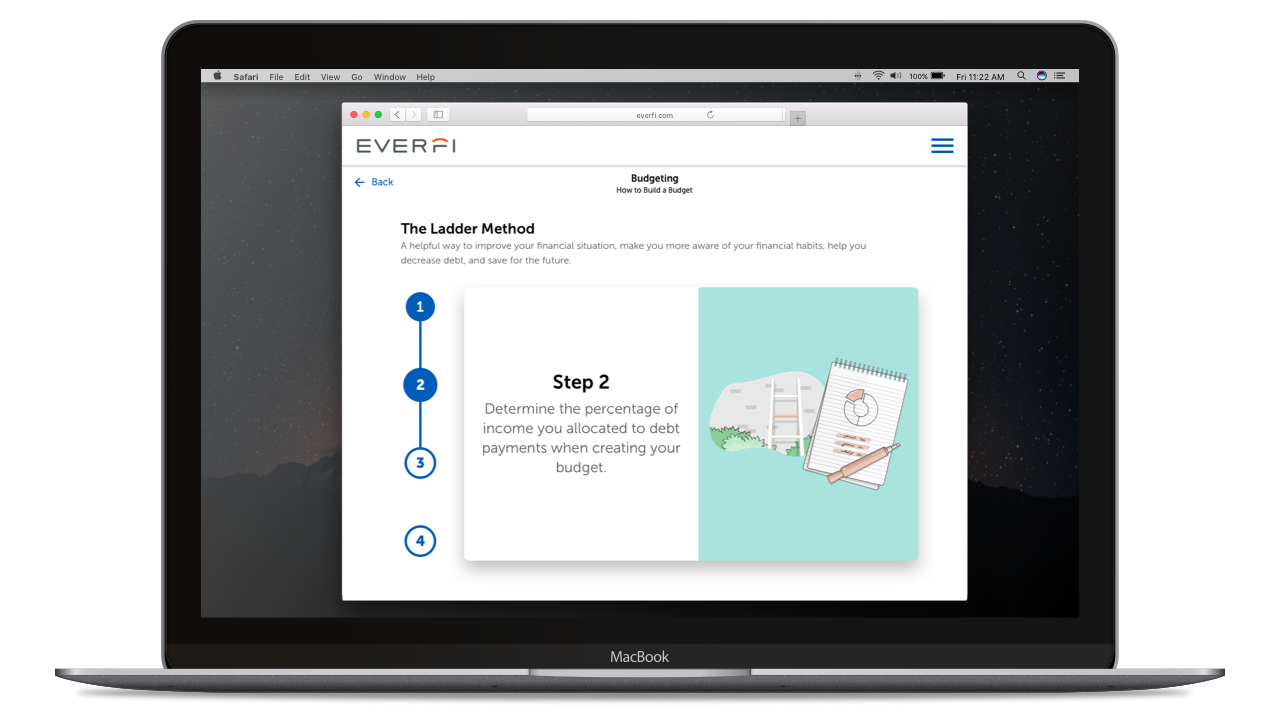 Safari File Edit View Go Window Help
100% Fri 11:22 AM
everfi.com
EVERFI
Back
Budgeting
How to Build a Budget
The Ladder Method
A helpful way to improve your financial situation, make you more aware of your financial habits, help you
decrease debt, and save for the future.
1
2
3
4
Step 2
Determine the percentage of
income you allocated to debt
payments when creating your
budget.
MacBook